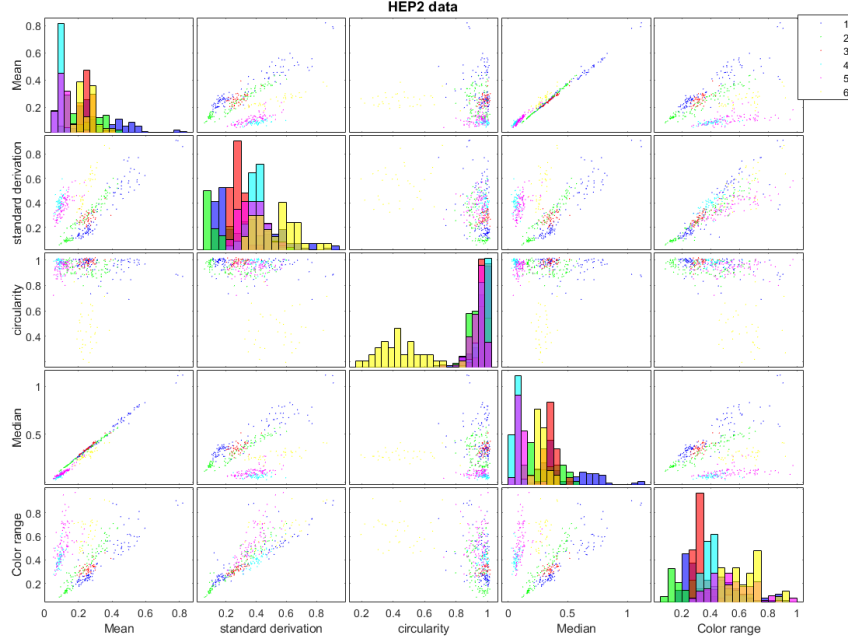 HEP2 data
1
2
3
4
5
6
Mean
0.8
0.6
0.4
0.2
standard derivation
0.8
0.6
0.4
0.2
circularity
1
0.8
0.6
0.4
Median
1
0.5
Color range
0.8
0.6
0.4
0.2
0 0.2 0.4 0.6 0.8
0.2 0.4 0.6 0.8
0.2 0.4 0.6 0.8 1
0 0.5 1
0.2 0.4 0.6 0.8 1
Mean standard derivation circularity Median Color range